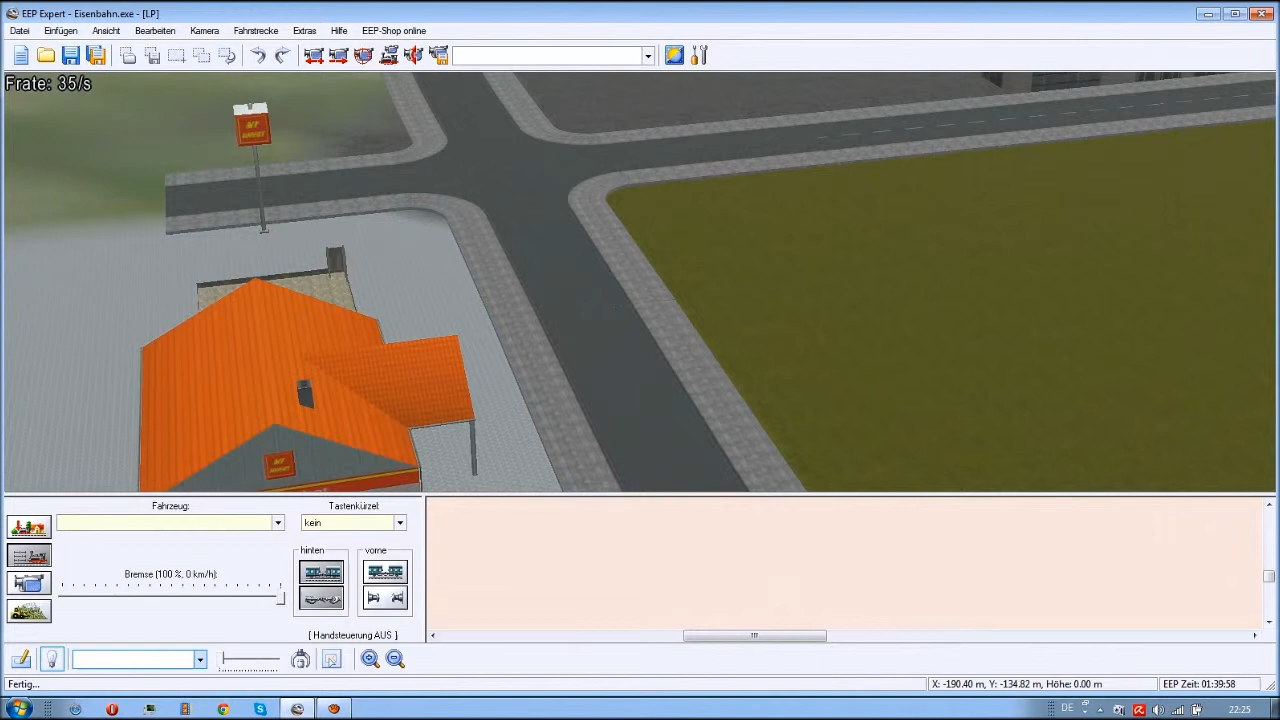 EEP Expert - Eisenbahn.exe - [LP]
Datei Einfügen Ansicht Bearbeiten Kamera Fahrstrecke Extras Hilfe EEP-Shop online
Frate: 35/s
Fahrzeug: Tastenkürzel:
kein
hinten vorne
Bremse (100 %, 0 km/h):
[ Handsteuerung AUS ]
Fertig... X: -190.40 m, Y: -134.82 m, Höhe: 0.00 m EEP Zeit: 01:39:58
DE 22:25